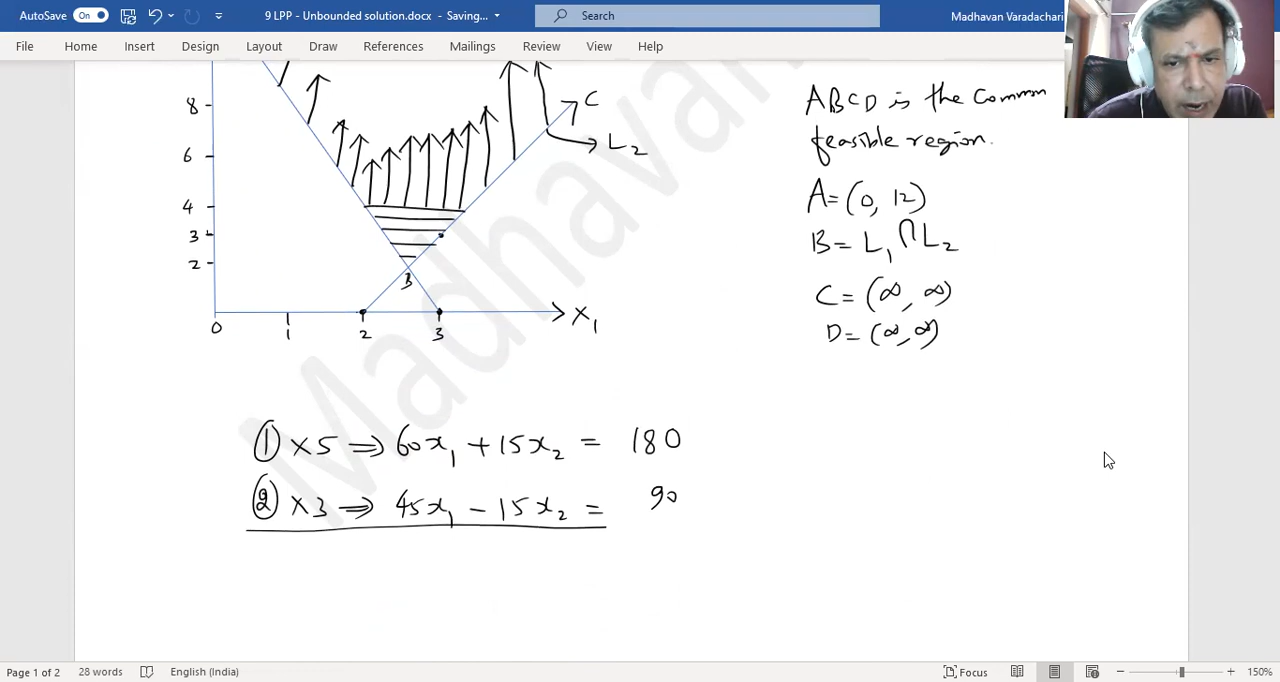 AutoSave On 9 LPP - Unbounded solution.docx - Saving... Search Madhavan Varadachari
File Home Insert Design Layout Draw References Mailings Review View Help
8
6
4
3
2
C
L2
B
0 1 2 3 X1
ABCD is the common
feasible region.
A = (0, 12)
B = L1 ∩ L2
C = (∞, ∞)
D = (∞, ∞)
① × 5 ⇒ 60x1 + 15x2 = 180
② × 3 ⇒ 45x1 - 15x2 = 90
Madhavan
Page 1 of 2 28 words English (India) Focus 150%